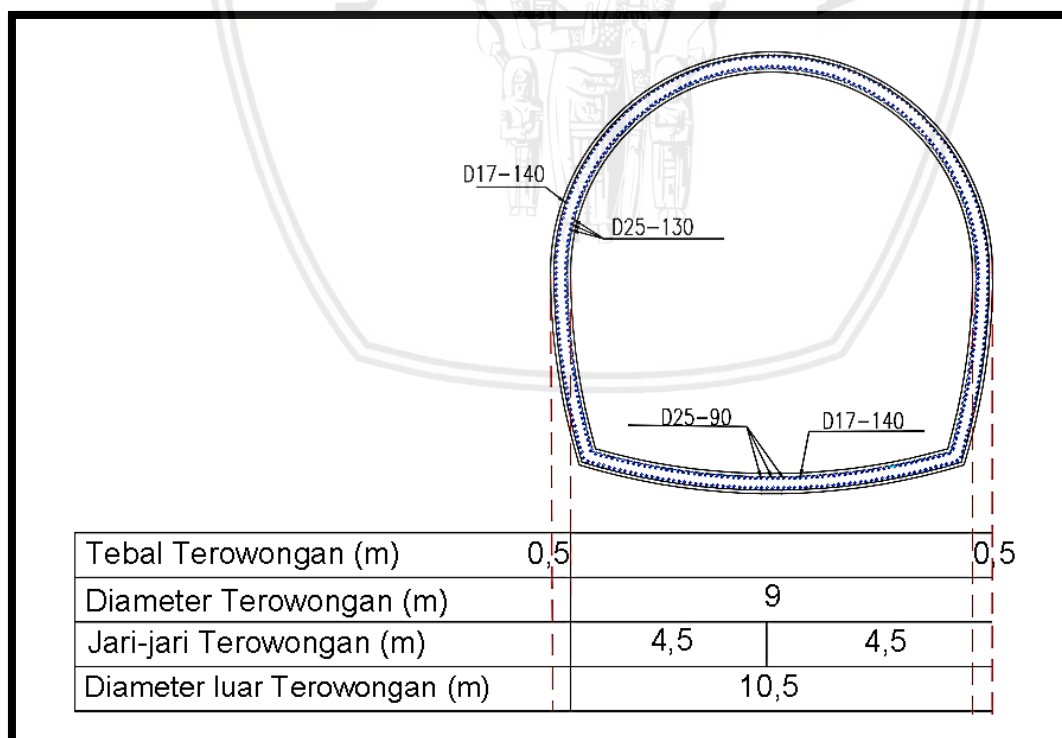 D17-140
D25-130
D25-90 D17-140
Tebal Terowongan (m) 0,5 0,5
Diameter Terowongan (m) 9
Jari-jari Terowongan (m) 4,5 4,5
Diameter luar Terowongan (m) 10,5